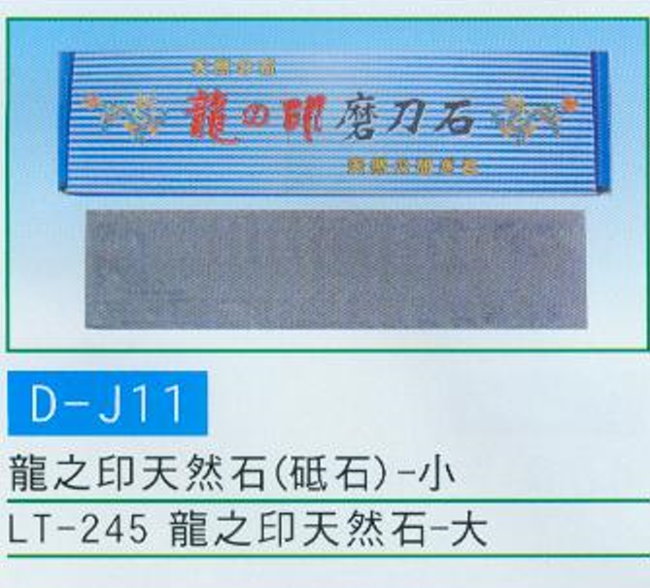 龍の印磨刀石
D-J11
龍之印天然石(砥石)-小
LT-245 龍之印天然石-大